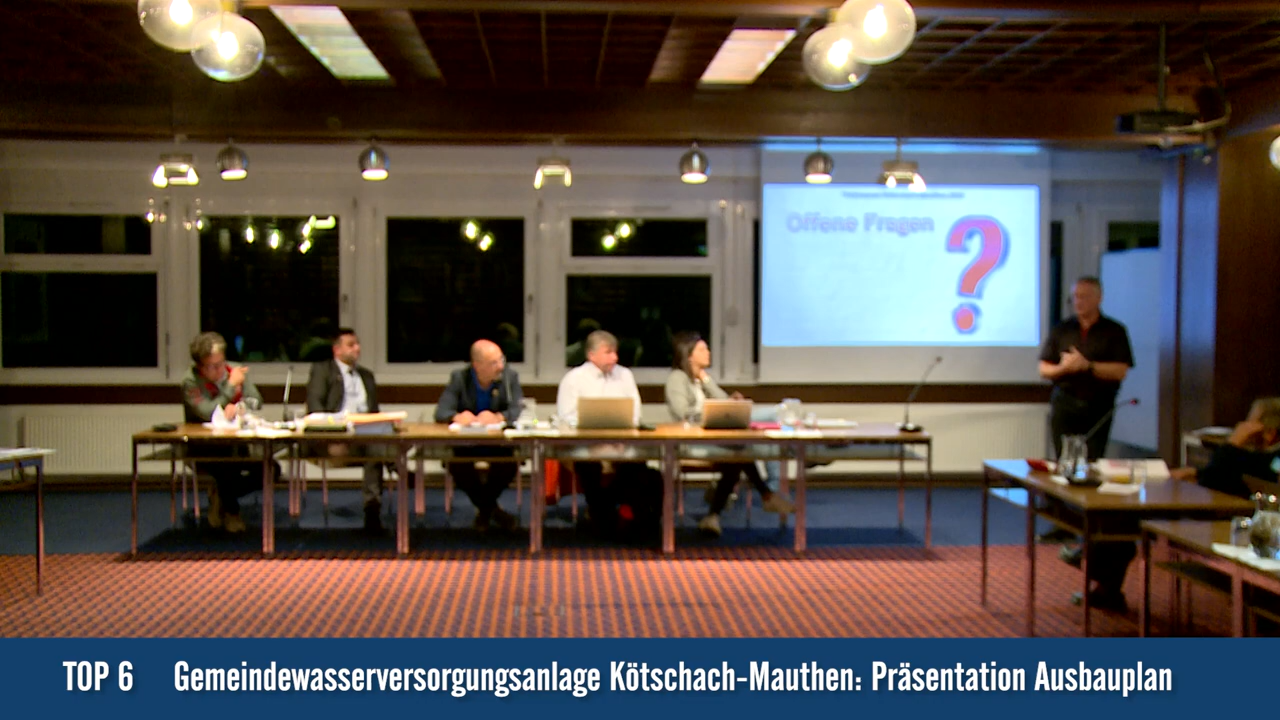 Offene Fragen
?
TOP 6 Gemeindewasserversorgungsanlage Kötschach-Mauthen: Präsentation Ausbauplan